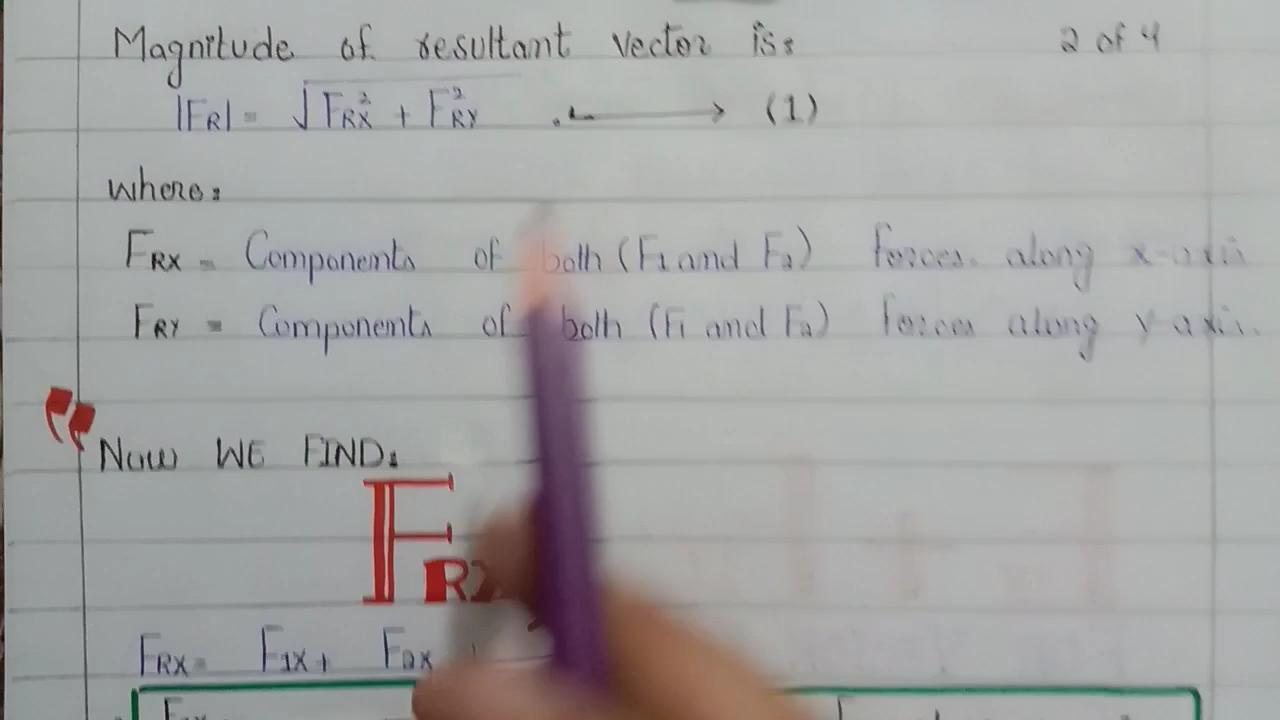 Magnitude of resultant vector is:
2 of 4
|FR| = √FRX² + FRY² (1)
where:
FRX = Components of both (F1 and F2) forces along x-axis
FRY = Components of both (F1 and F2) forces along y-axis.
Now WE FIND:
FRX
FRX = F1X + F2X